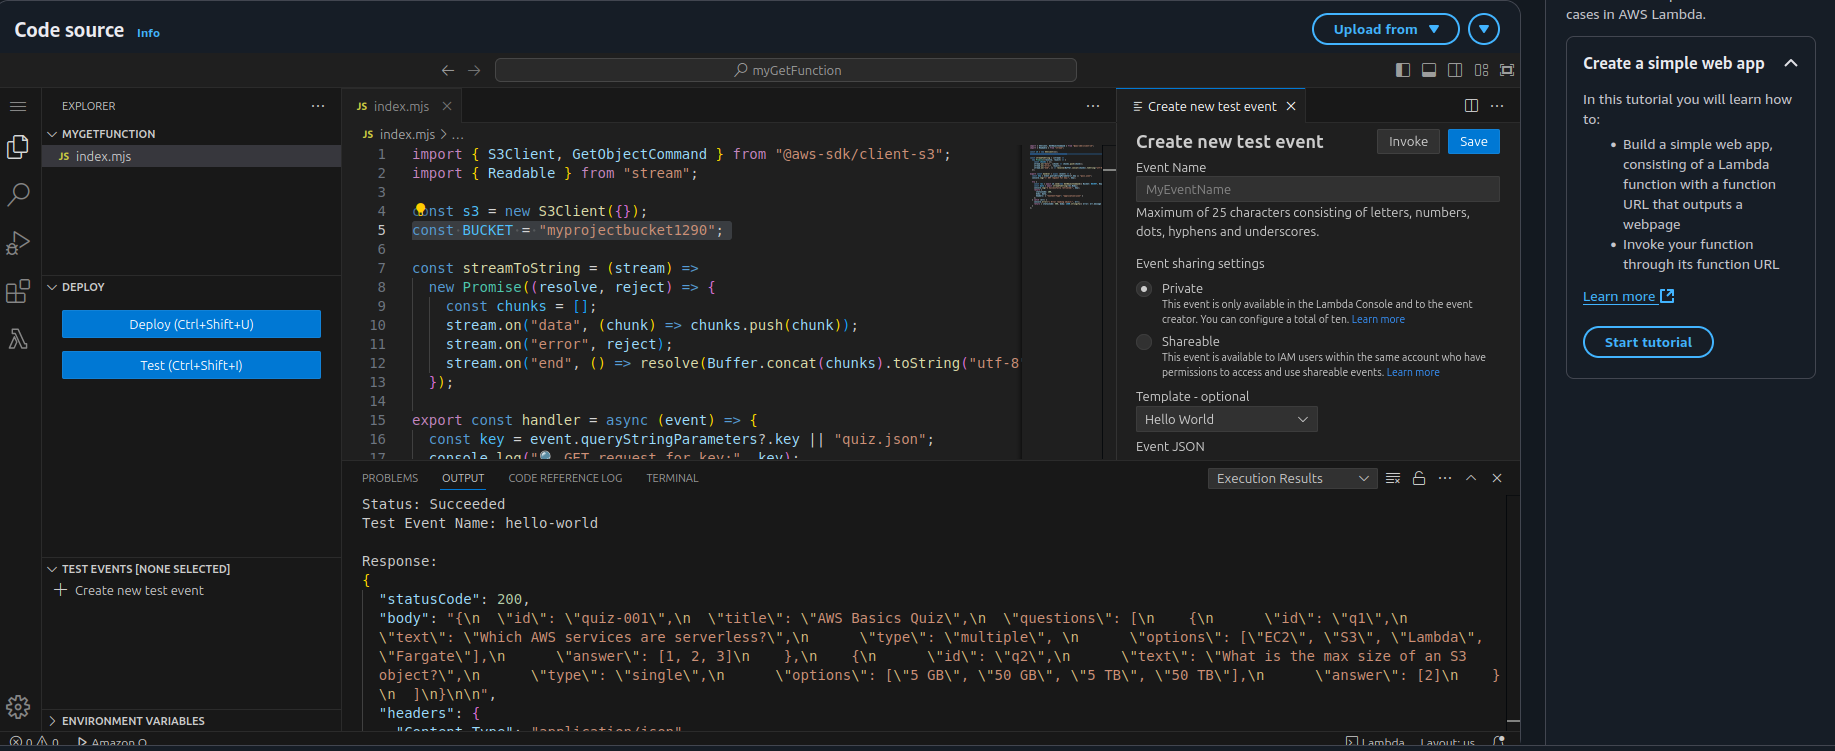 Code source Info
Upload from
myGetFunction
EXPLORER
MYGETFUNCTION
JS index.mjs
DEPLOY
Deploy (Ctrl+Shift+U)
Test (Ctrl+Shift+I)
TEST EVENTS [NONE SELECTED]
Create new test event
ENVIRONMENT VARIABLES
JS index.mjs
JS index.mjs > ...
1 import { S3Client, GetObjectCommand } from "@aws-sdk/client-s3";
2 import { Readable } from "stream";
3
4 const s3 = new S3Client({});
5 const BUCKET = "myprojectbucket1290";
6
7 const streamToString = (stream) =>
8 new Promise((resolve, reject) => {
9 const chunks = [];
10 stream.on("data", (chunk) => chunks.push(chunk));
11 stream.on("error", reject);
12 stream.on("end", () => resolve(Buffer.concat(chunks).toString("utf-8
13 });
14
15 export const handler = async (event) => {
16 const key = event.queryStringParameters?.key || "quiz.json";
17 console.log("🔍 GET request for key:", key);
Create new test event
Create new test event
Invoke
Save
Event Name
MyEventName
Maximum of 25 characters consisting of letters, numbers,
dots, hyphens and underscores.
Event sharing settings
Private
This event is only available in the Lambda Console and to the event
creator. You can configure a total of ten. Learn more
Shareable
This event is available to IAM users within the same account who have
permissions to access and use shareable events. Learn more
Template - optional
Hello World
Event JSON
PROBLEMS OUTPUT CODE REFERENCE LOG TERMINAL
Execution Results
Status: Succeeded
Test Event Name: hello-world
Response:
{
"statusCode": 200,
"body": "{\n  \"id\": \"quiz-001\",\n  \"title\": \"AWS Basics Quiz\",\n  \"questions\": [\n    {\n      \"id\": \"q1\",\n
\"text\": \"Which AWS services are serverless?\",\n      \"type\": \"multiple\", \n      \"options\": [\"EC2\", \"S3\", \"Lambda\",
\"Fargate\"],\n      \"answer\": [1, 2, 3]\n    },\n    {\n      \"id\": \"q2\",\n      \"text\": \"What is the max size of an S3
object?\",\n      \"type\": \"single\",\n      \"options\": [\"5 GB\", \"50 GB\", \"5 TB\", \"50 TB\"],\n      \"answer\": [2]\n    }
\n  ]\n}\n\n",
"headers": {
"Content-Type": "application/json"
0 0 Amazon Q
Lambda Layout: us
cases in AWS Lambda.
Create a simple web app
In this tutorial you will learn how
to:
• Build a simple web app,
consisting of a Lambda
function with a function
URL that outputs a
webpage
• Invoke your function
through its function URL
Learn more
Start tutorial